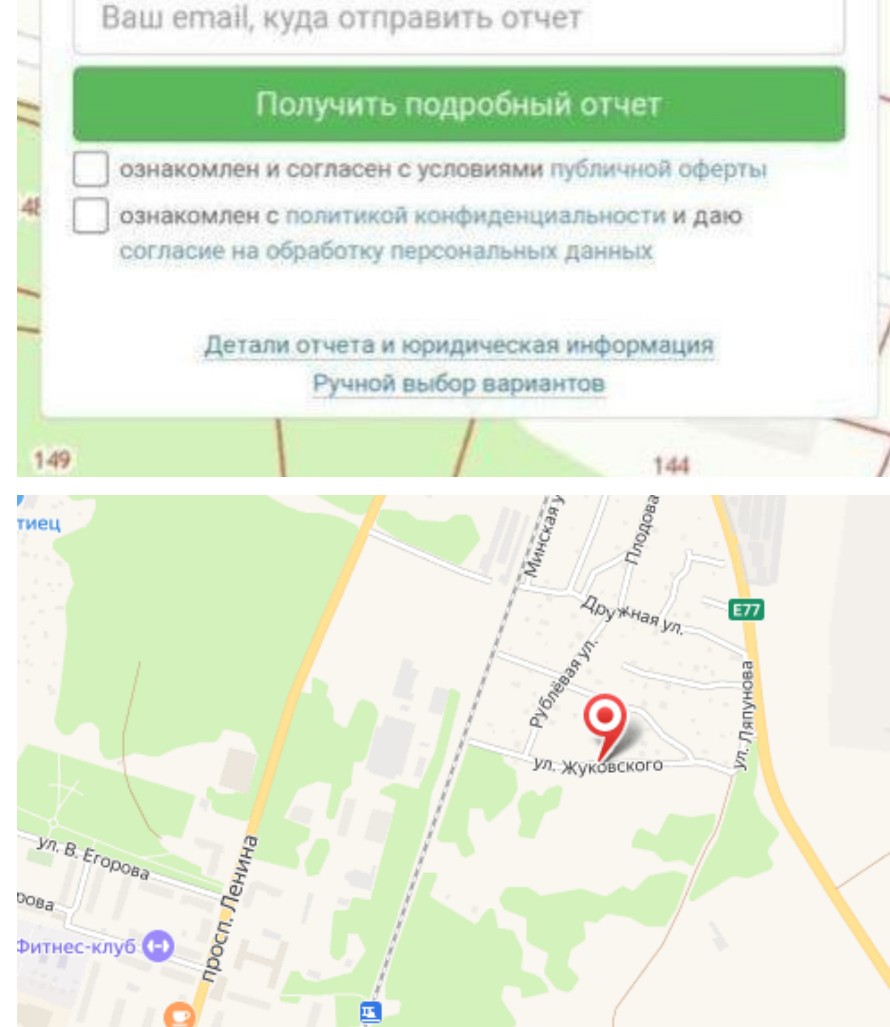 Ваш email, куда отправить отчет
Получить подробный отчет
ознакомлен и согласен с условиями публичной оферты
48
ознакомлен с политикой конфиденциальности и даю
согласие на обработку персональных данных
Детали отчета и юридическая информация
Ручной выбор вариантов
149
144
тиец
Минская у
Плодова
Дружная ул.
E77
Рублёвая ул.
ул. Ляпунова
ул. Жуковского
ул. В. Егорова
просп. Ленина
рова
Фитнес-клуб